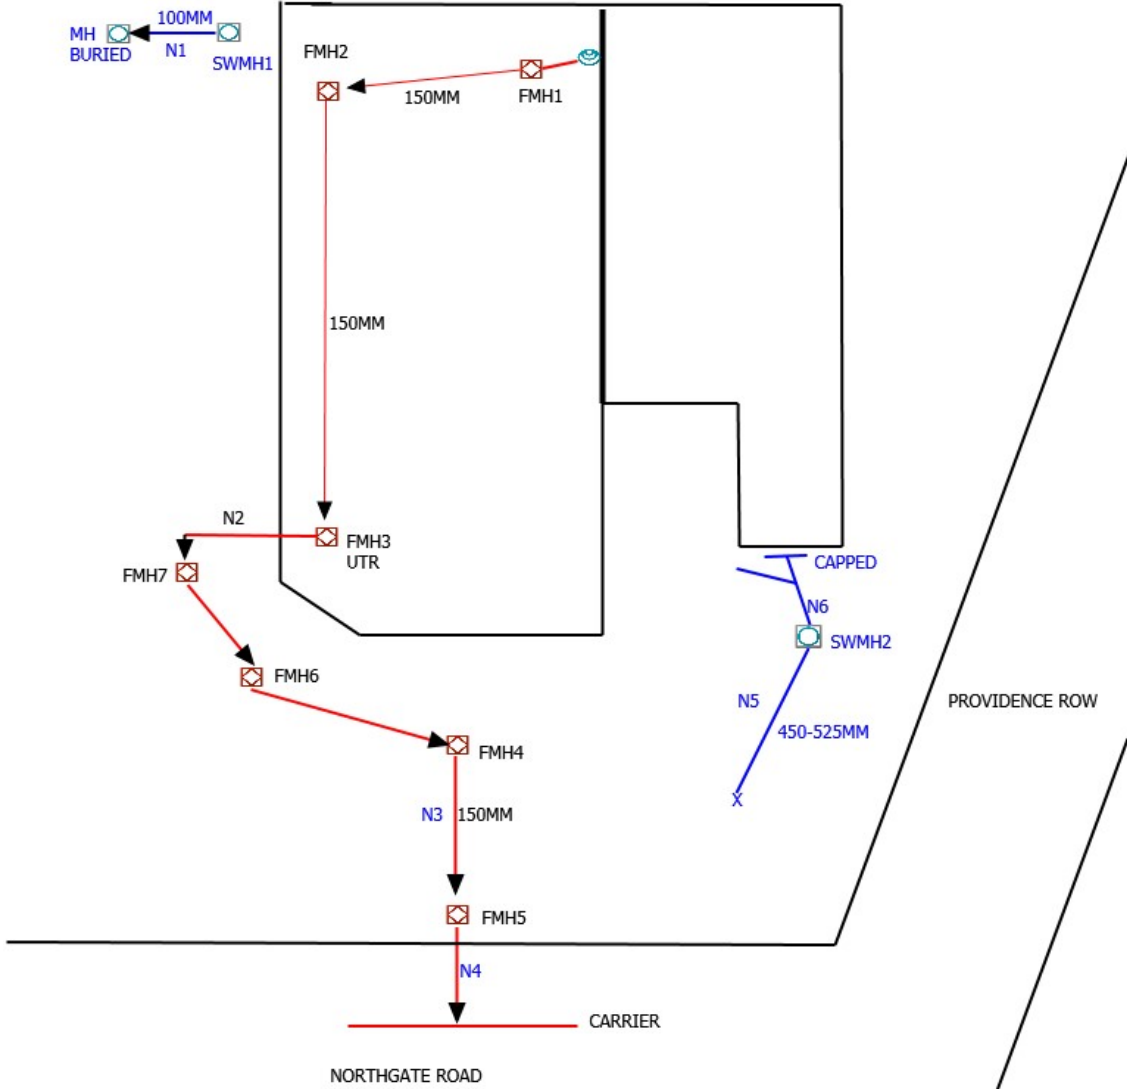 100MM
MH
BURIED
N1
SWMH1
FMH2
150MM
FMH1
150MM
N2
FMH3
UTR
FMH7
CAPPED
N6
SWMH2
FMH6
N5
PROVIDENCE ROW
450-525MM
FMH4
X
N3
150MM
FMH5
N4
CARRIER
NORTHGATE ROAD